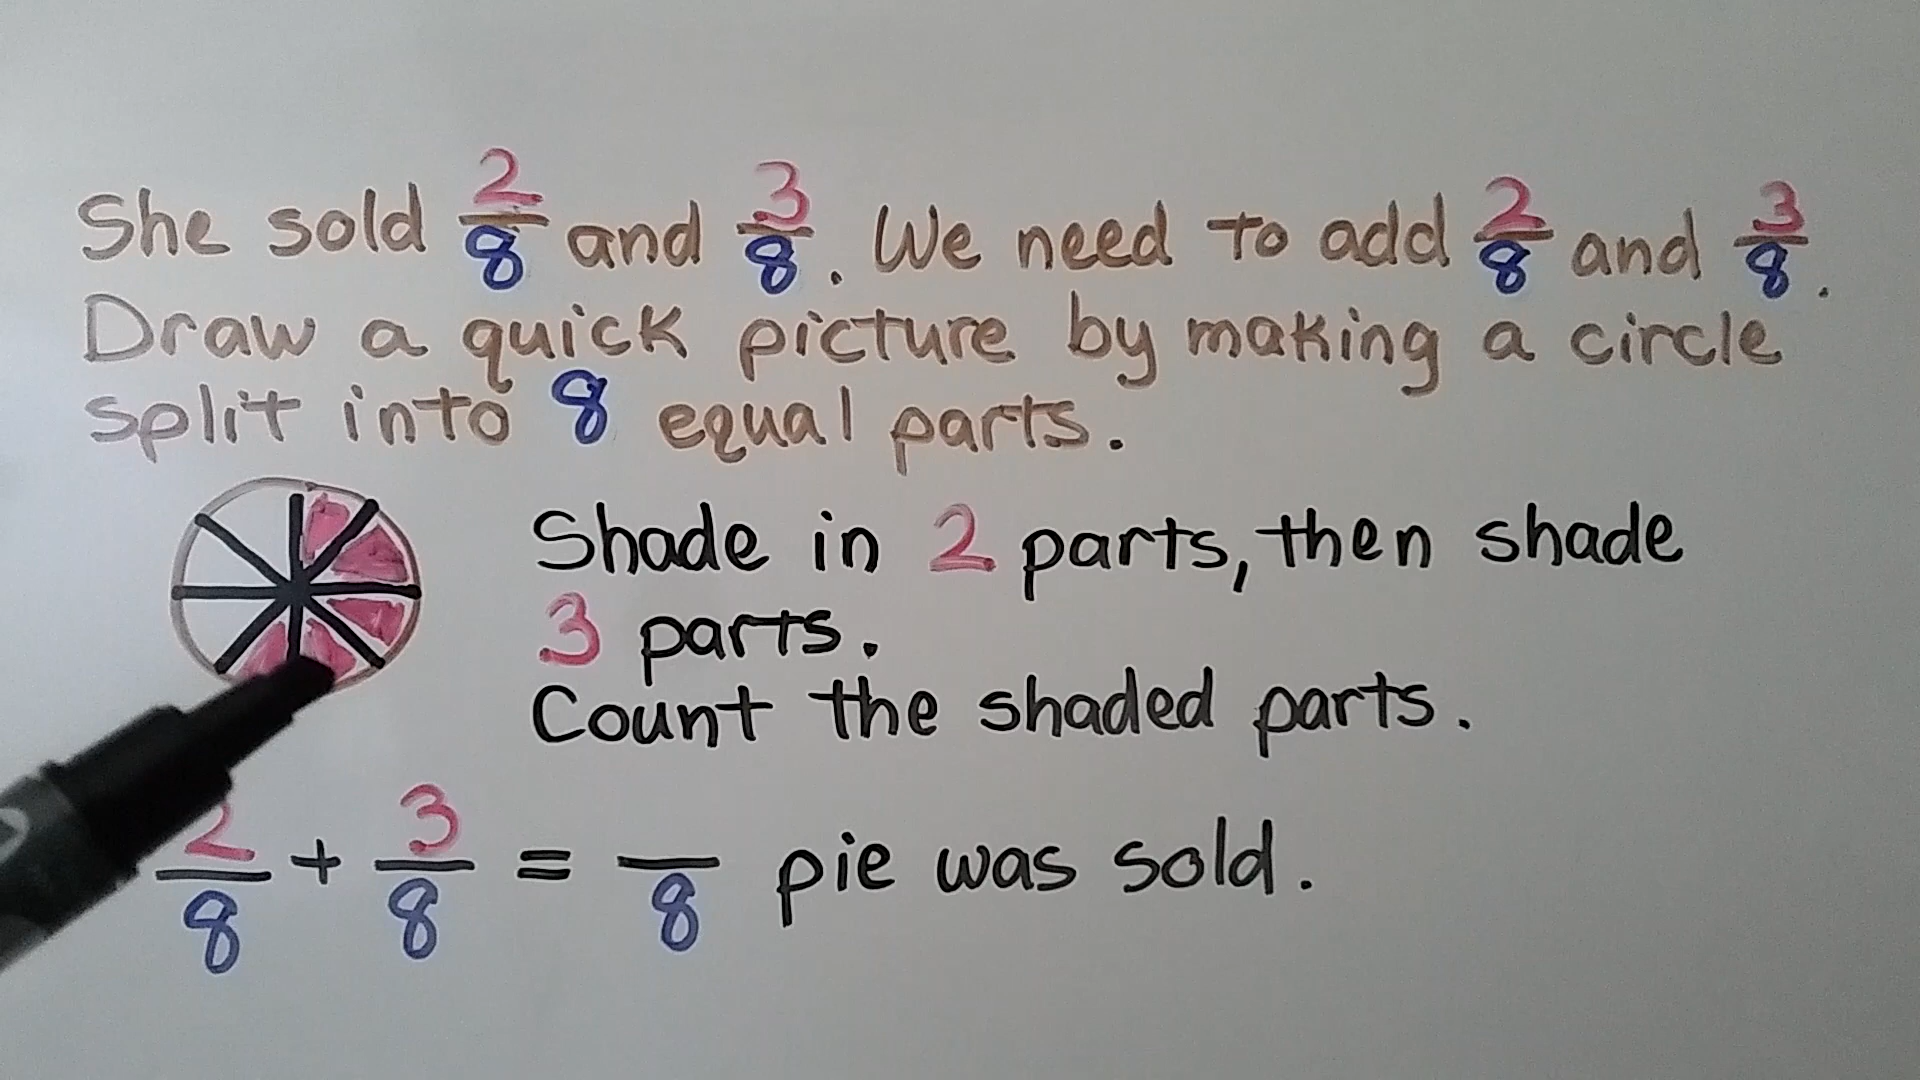 She sold 2/8 and 3/8. We need to add 2/8 and 3/8.
Draw a quick picture by making a circle
split into 8 equal parts.
Shade in 2 parts, then shade
3 parts.
Count the shaded parts.
2/8 + 3/8 = __/8 pie was sold.